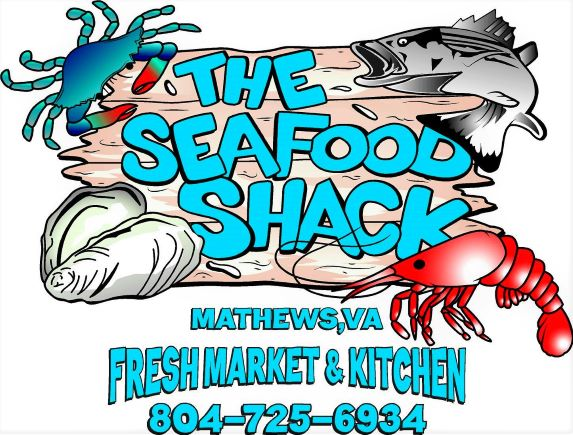 THE
SEAFOOD
SHACK
MATHEWS,VA
FRESH MARKET & KITCHEN
804-725-6934